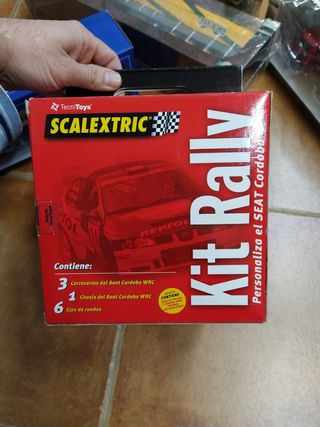 TecniToys
SCALEXTRIC
Kit Rally
Personaliza el SEAT Cordoba
REPSOL
Contiene:
3 Carrocerías del Seat Cordoba WRC
1 Chasis del Seat Cordoba WRC
6 Ejes de ruedas
CONTIENE